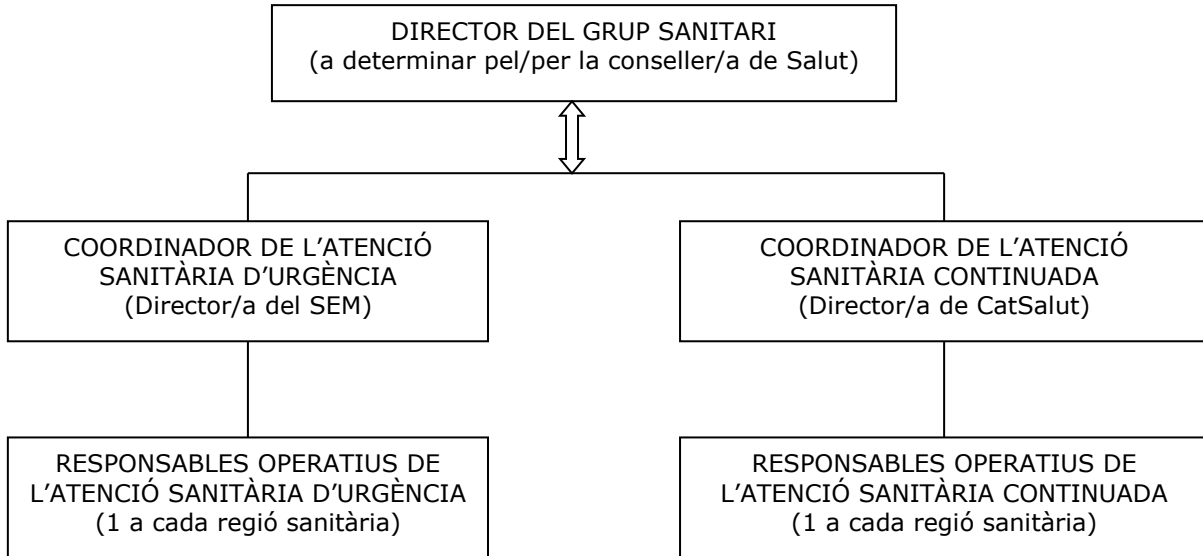 DIRECTOR DEL GRUP SANITARI
(a determinar pel/per la conseller/a de Salut)
COORDINADOR DE L’ATENCIÓ
SANITÀRIA D’URGÈNCIA
(Director/a del SEM)
COORDINADOR DE L’ATENCIÓ
SANITÀRIA CONTINUADA
(Director/a de CatSalut)
RESPONSABLES OPERATIUS DE
L’ATENCIÓ SANITÀRIA D’URGÈNCIA
(1 a cada regió sanitària)
RESPONSABLES OPERATIUS DE
L’ATENCIÓ SANITÀRIA CONTINUADA
(1 a cada regió sanitària)